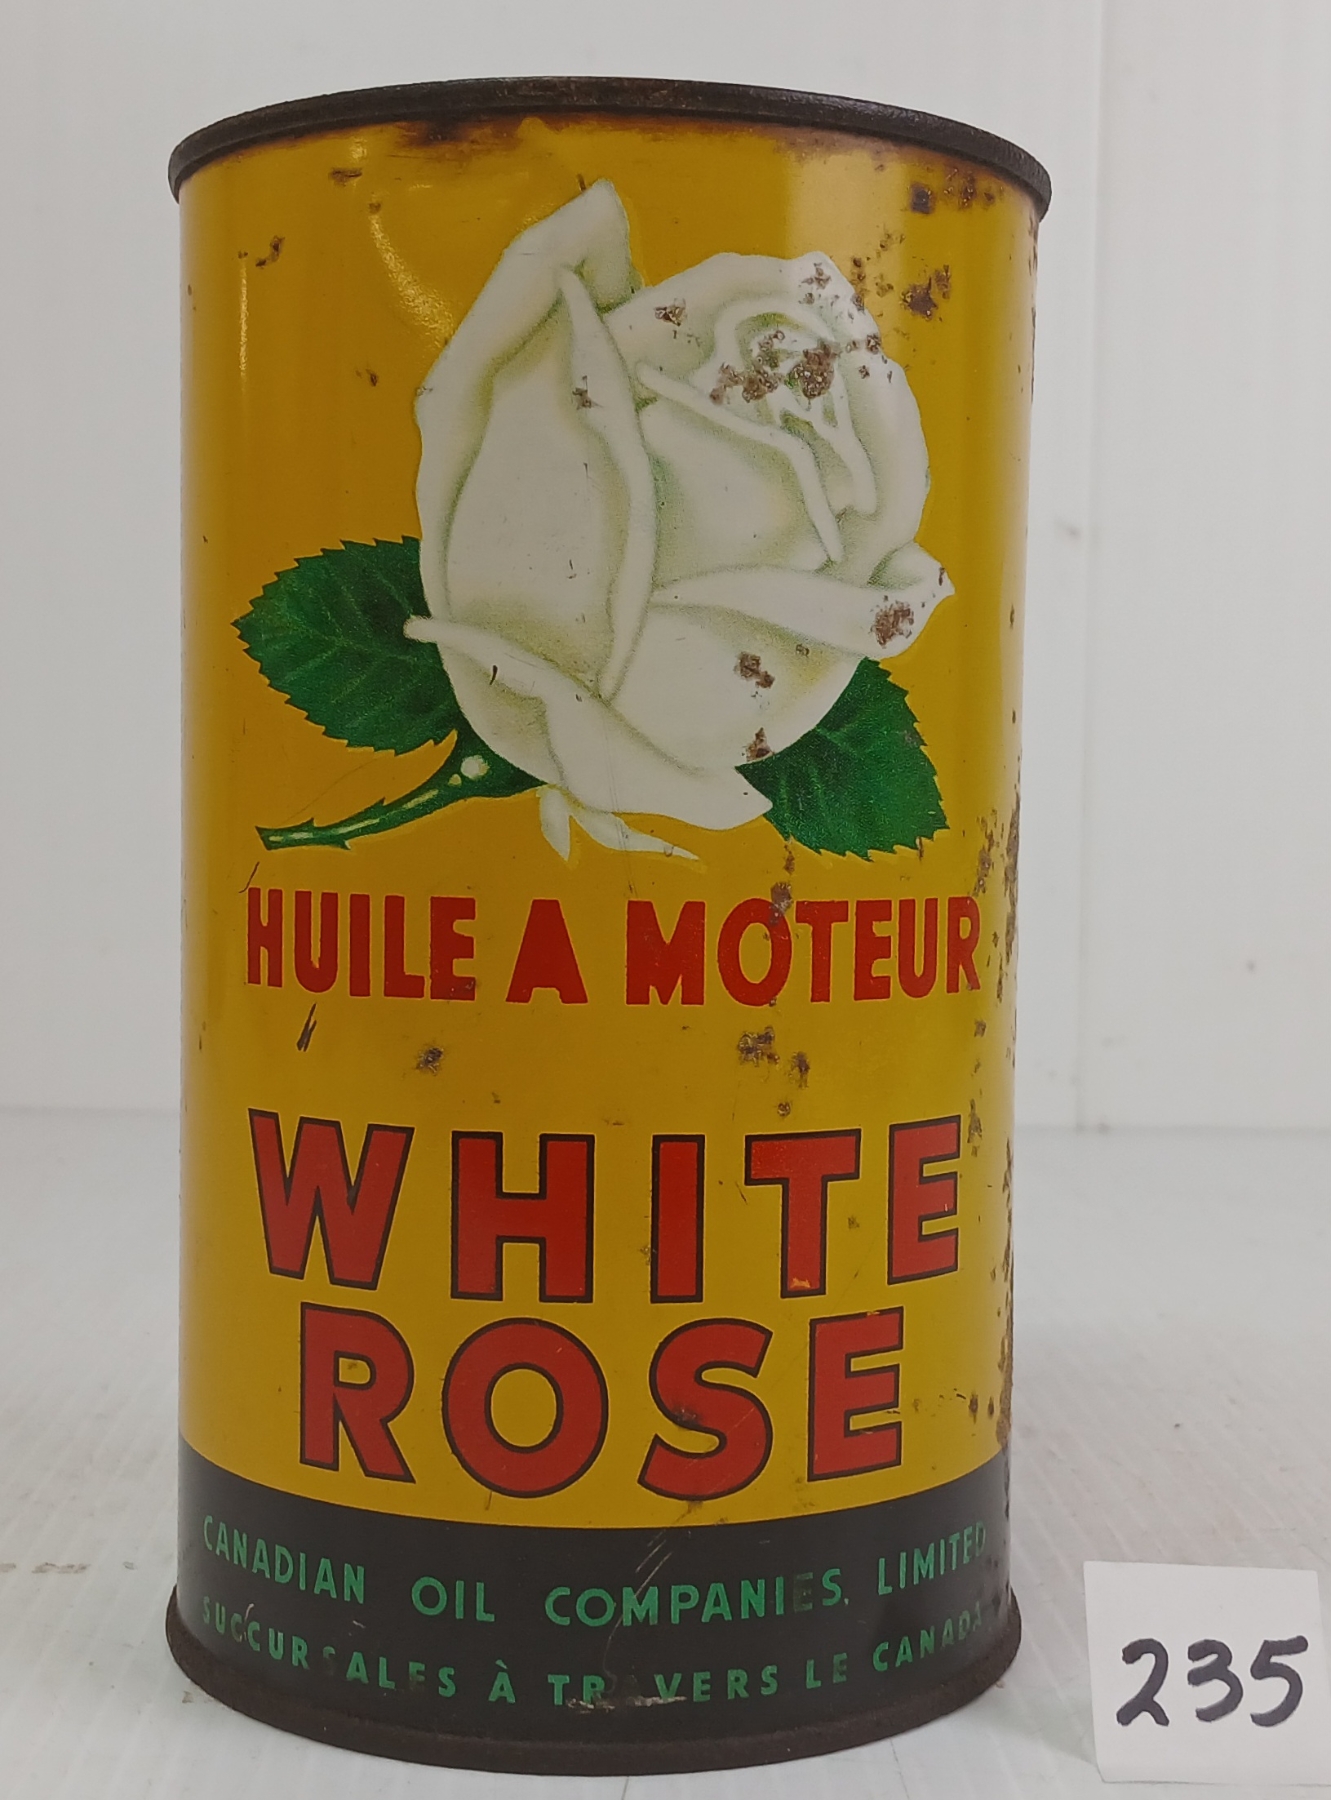 HUILE A MOTEUR
WHITE
ROSE
CANADIAN OIL COMPANIES, LIMITED
SUCCURSALES À TRAVERS LE CANADA
235